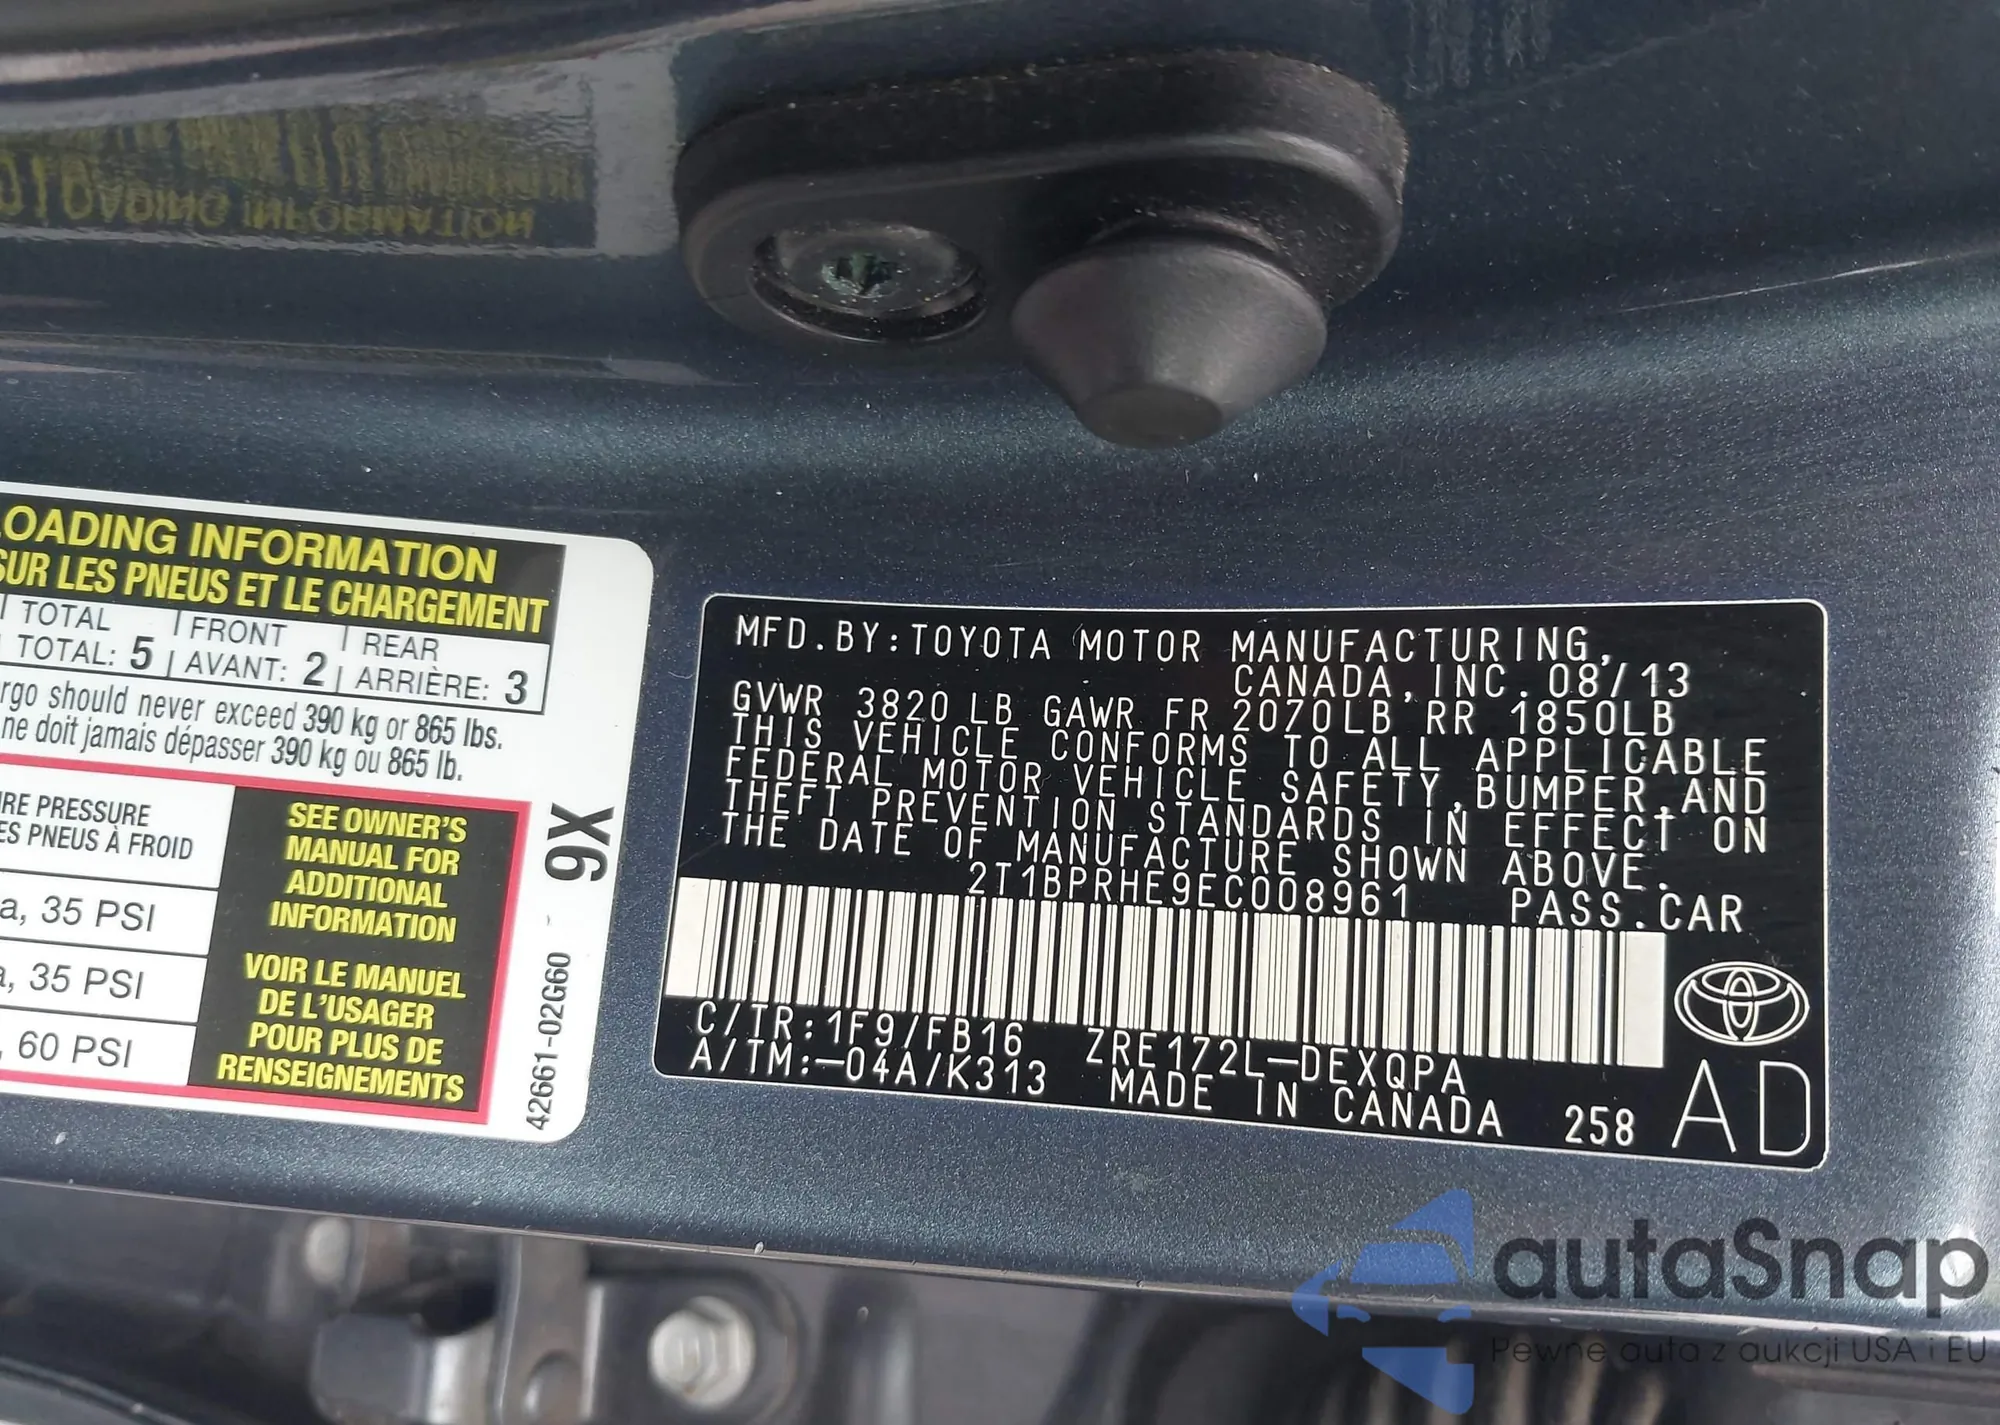 LOADING INFORMATION
SUR LES PNEUS ET LE CHARGEMENT
TOTAL | FRONT | REAR
TOTAL: 5 | AVANT: 2 | ARRIÈRE: 3
rgo should never exceed 390 kg or 865 lbs.
ne doit jamais dépasser 390 kg ou 865 lb.
IRE PRESSURE
ES PNEUS À FROID
a, 35 PSI
a, 35 PSI
, 60 PSI
SEE OWNER'S
MANUAL FOR
ADDITIONAL
INFORMATION
VOIR LE MANUEL
DE L'USAGER
POUR PLUS DE
RENSEIGNEMENTS
9X
42661-02G60
MFD.BY:TOYOTA MOTOR MANUFACTURING,
CANADA,INC.08/13
GVWR 3820LB GAWR FR 2070LB RR 1850LB
THIS VEHICLE CONFORMS TO ALL APPLICABLE
FEDERAL MOTOR VEHICLE SAFETY,BUMPER,AND
THEFT PREVENTION STANDARDS IN EFFECT ON
THE DATE OF MANUFACTURE SHOWN ABOVE.
2T1BPRHE9EC008961 PASS.CAR
C/TR:1F9/FB16 ZRE172L-DEXQPA
A/TM:-04A/K313 MADE IN CANADA 258
AD
autaSnap
Pewne auta z aukcji USA i EU